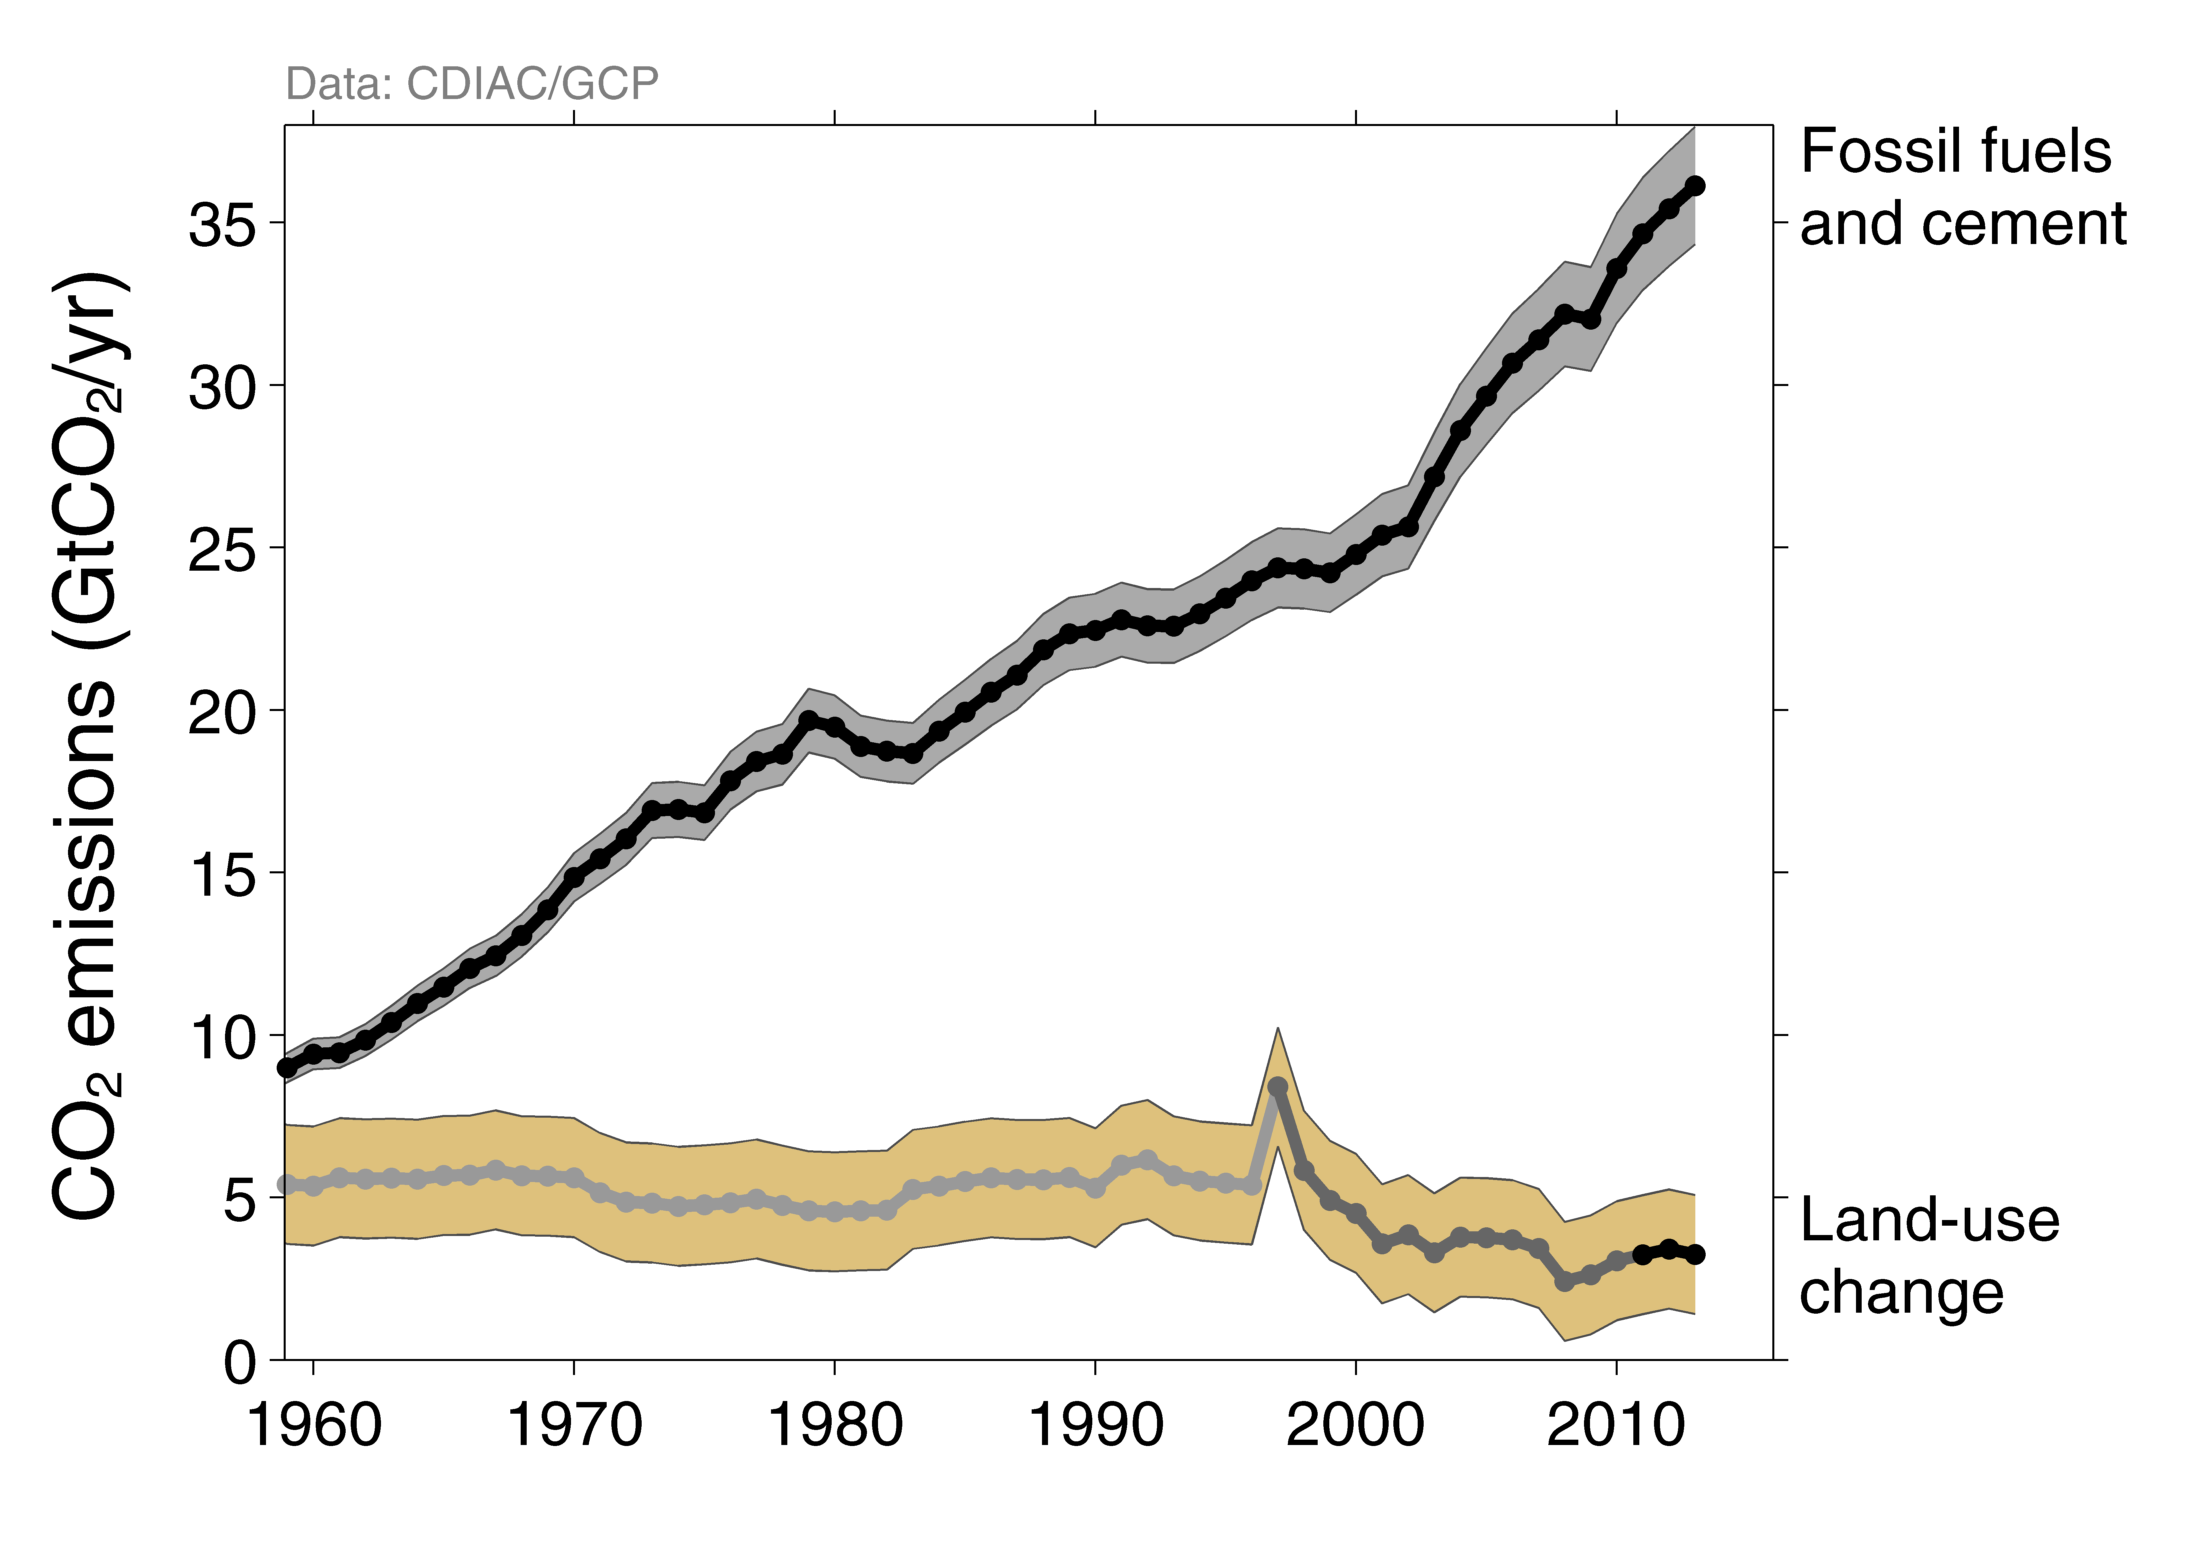 Data: CDIAC/GCP
Fossil fuels
and cement
CO₂ emissions (GtCO₂/yr)
35
30
25
20
15
10
5
0
Land-use
change
1960 1970 1980 1990 2000 2010